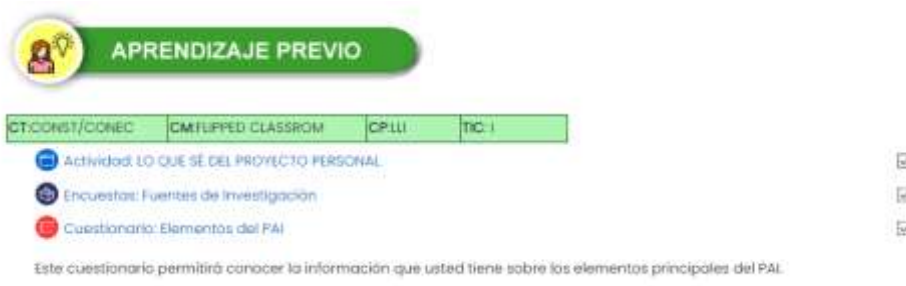 APRENDIZAJE PREVIO
CT:CONST/CONEC CM:FLIPPED CLASSROM CP:LLI TIC: I
Actividad: LO QUE SÉ DEL PROYECTO PERSONAL
Encuestas: Fuentes de Investigación
Cuestionario: Elementos del PAI
Este cuestionario permitirá conocer la información que usted tiene sobre los elementos principales del PAI.